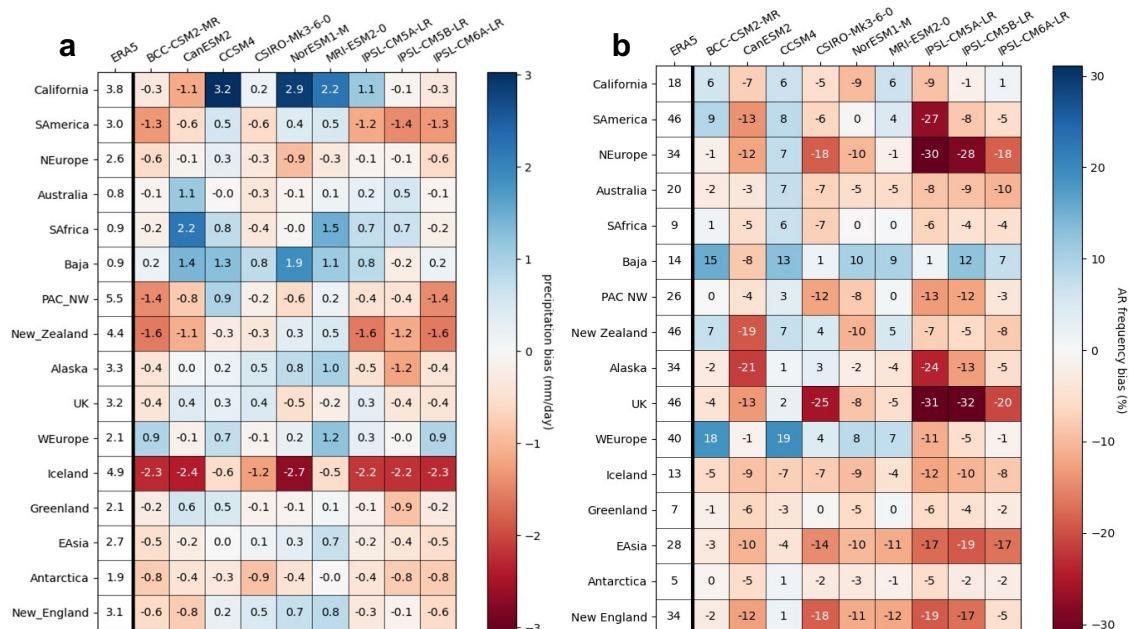 a
ERA5 BCC-CSM2-MR CanESM2 CCSM4 CSIRO-Mk3-6-0 NorESM1-M MRI-ESM2-0 IPSL-CM5A-LR IPSL-CM5B-LR IPSL-CM6A-LR
California 3.8 -0.3 -1.1 3.2 0.2 2.9 2.2 1.1 -0.1 -0.3
SAmerica 3.0 -1.3 -0.6 0.5 -0.6 0.4 0.5 -1.2 -1.4 -1.3
NEurope 2.6 -0.6 -0.1 0.3 -0.3 -0.9 -0.3 -0.1 -0.1 -0.6
Australia 0.8 -0.1 1.1 -0.0 -0.3 -0.1 0.1 0.2 0.5 -0.1
SAfrica 0.9 -0.2 2.2 0.8 -0.4 -0.0 1.5 0.7 0.7 -0.2
Baja 0.9 0.2 1.4 1.3 0.8 1.9 1.1 0.8 -0.2 0.2
PAC_NW 5.5 -1.4 -0.8 0.9 -0.2 -0.6 0.2 -0.4 -0.4 -1.4
New_Zealand 4.4 -1.6 -1.1 -0.3 -0.3 0.3 0.5 -1.6 -1.2 -1.6
Alaska 3.3 -0.4 0.0 0.2 0.5 0.8 1.0 -0.5 -1.2 -0.4
UK 3.2 -0.4 0.4 0.3 0.4 -0.5 -0.2 0.3 -0.4 -0.4
WEurope 2.1 0.9 -0.1 0.7 -0.1 0.2 1.2 0.3 -0.0 0.9
Iceland 4.9 -2.3 -2.4 -0.6 -1.2 -2.7 -0.5 -2.2 -2.2 -2.3
Greenland 2.1 -0.2 0.6 0.5 -0.1 -0.1 0.1 -0.1 -0.9 -0.2
EAsia 2.7 -0.5 -0.2 0.0 0.1 0.3 0.7 -0.2 -0.4 -0.5
Antarctica 1.9 -0.8 -0.4 -0.3 -0.9 -0.4 -0.0 -0.4 -0.8 -0.8
New_England 3.1 -0.6 -0.8 0.2 0.5 0.7 0.8 -0.3 -0.1 -0.6
3
2
1
0
−1
−2
−3
precipitation bias (mm/day)
b
ERA5 BCC-CSM2-MR CanESM2 CCSM4 CSIRO-Mk3-6-0 NorESM1-M MRI-ESM2-0 IPSL-CM5A-LR IPSL-CM5B-LR IPSL-CM6A-LR
California 18 6 -7 6 -5 -9 6 -9 -1 1
SAmerica 46 9 -13 8 -6 0 4 -27 -8 -5
NEurope 34 -1 -12 7 -18 -10 -1 -30 -28 -18
Australia 20 -2 -3 7 -7 -5 -5 -8 -9 -10
SAfrica 9 1 -5 6 -7 0 0 -6 -4 -4
Baja 14 15 -8 13 1 10 9 1 12 7
PAC NW 26 0 -4 3 -12 -8 0 -13 -12 -3
New Zealand 46 7 -19 7 4 -10 5 -7 -5 -8
Alaska 34 -2 -21 1 3 -2 -4 -24 -13 -5
UK 46 -4 -13 2 -25 -8 -5 -31 -32 -20
WEurope 40 18 -1 19 4 8 7 -11 -5 -1
Iceland 13 -5 -9 -7 -7 -9 -4 -12 -10 -8
Greenland 7 -1 -6 -3 0 -5 0 -6 -4 -2
EAsia 28 -3 -10 -4 -14 -10 -11 -17 -19 -17
Antarctica 5 0 -5 1 -2 -3 -1 -5 -2 -2
New England 34 -2 -12 1 -18 -11 -12 -19 -17 -5
30
20
10
0
−10
−20
−30
AR frequency bias (%)